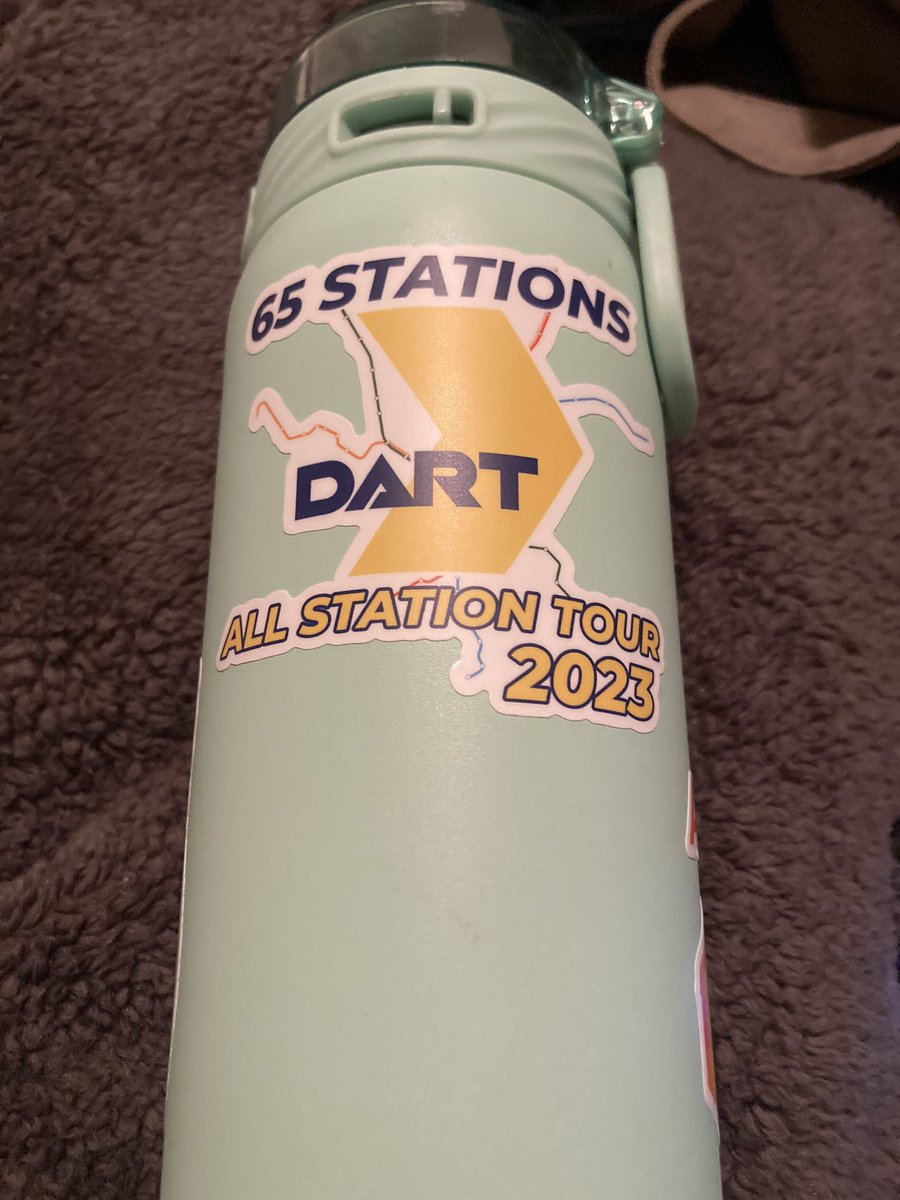 65 STATIONS
DART
ALL STATION TOUR
2023